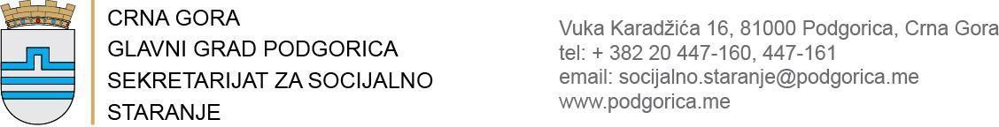 CRNA GORA
GLAVNI GRAD PODGORICA
SEKRETARIJAT ZA SOCIJALNO
STARANJE
Vuka Karadžića 16, 81000 Podgorica, Crna Gora
tel: + 382 20 447-160, 447-161
email: socijalno.staranje@podgorica.me
www.podgorica.me